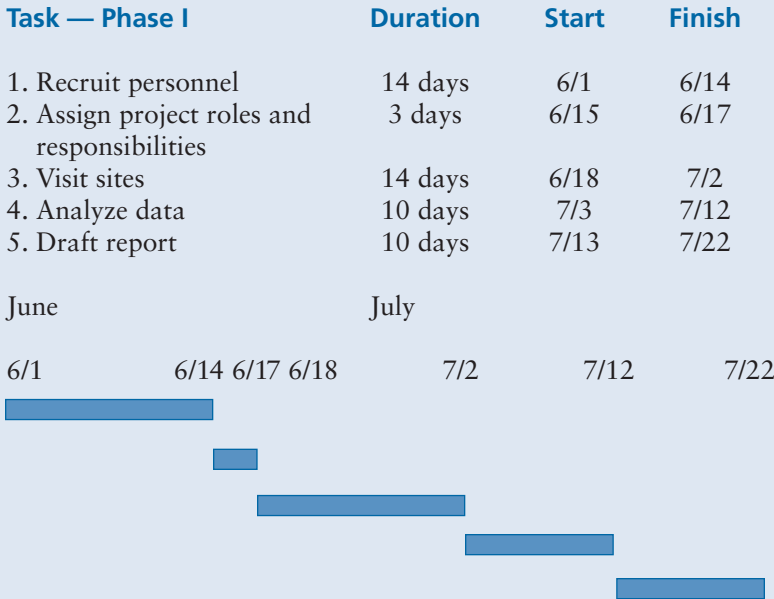 Task — Phase I Duration Start Finish
1. Recruit personnel 14 days 6/1 6/14
2. Assign project roles and 3 days 6/15 6/17
responsibilities
3. Visit sites 14 days 6/18 7/2
4. Analyze data 10 days 7/3 7/12
5. Draft report 10 days 7/13 7/22
June July
6/1 6/14 6/17 6/18 7/2 7/12 7/22